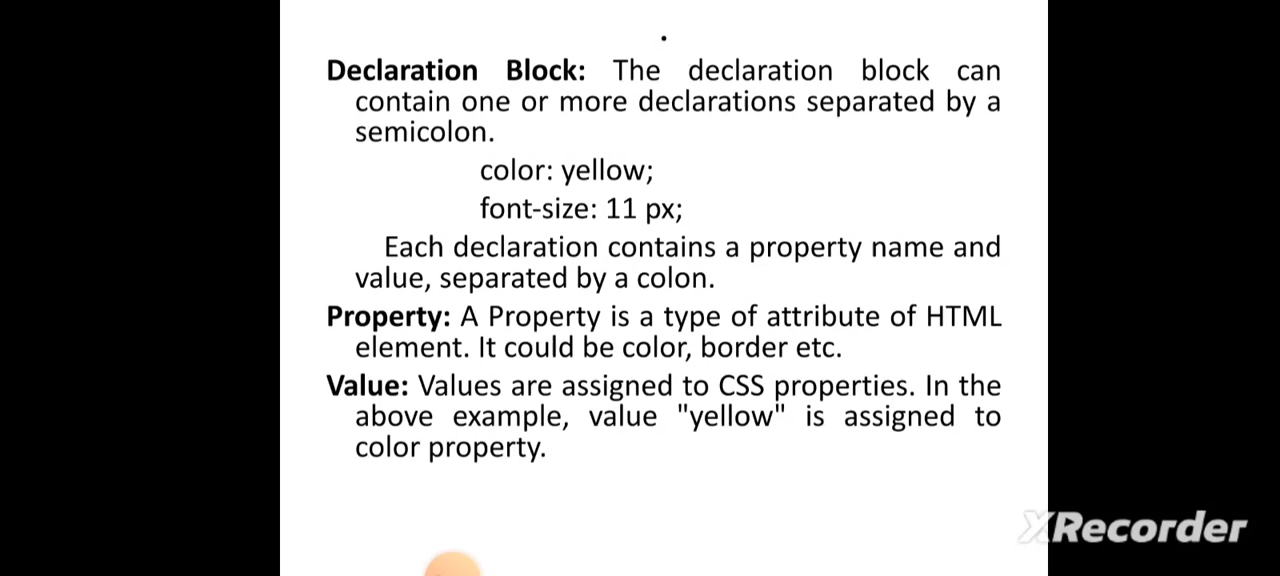 Declaration Block: The declaration block can
contain one or more declarations separated by a
semicolon.
color: yellow;
font-size: 11 px;
Each declaration contains a property name and
value, separated by a colon.
Property: A Property is a type of attribute of HTML
element. It could be color, border etc.
Value: Values are assigned to CSS properties. In the
above example, value "yellow" is assigned to
color property.
XRecorder